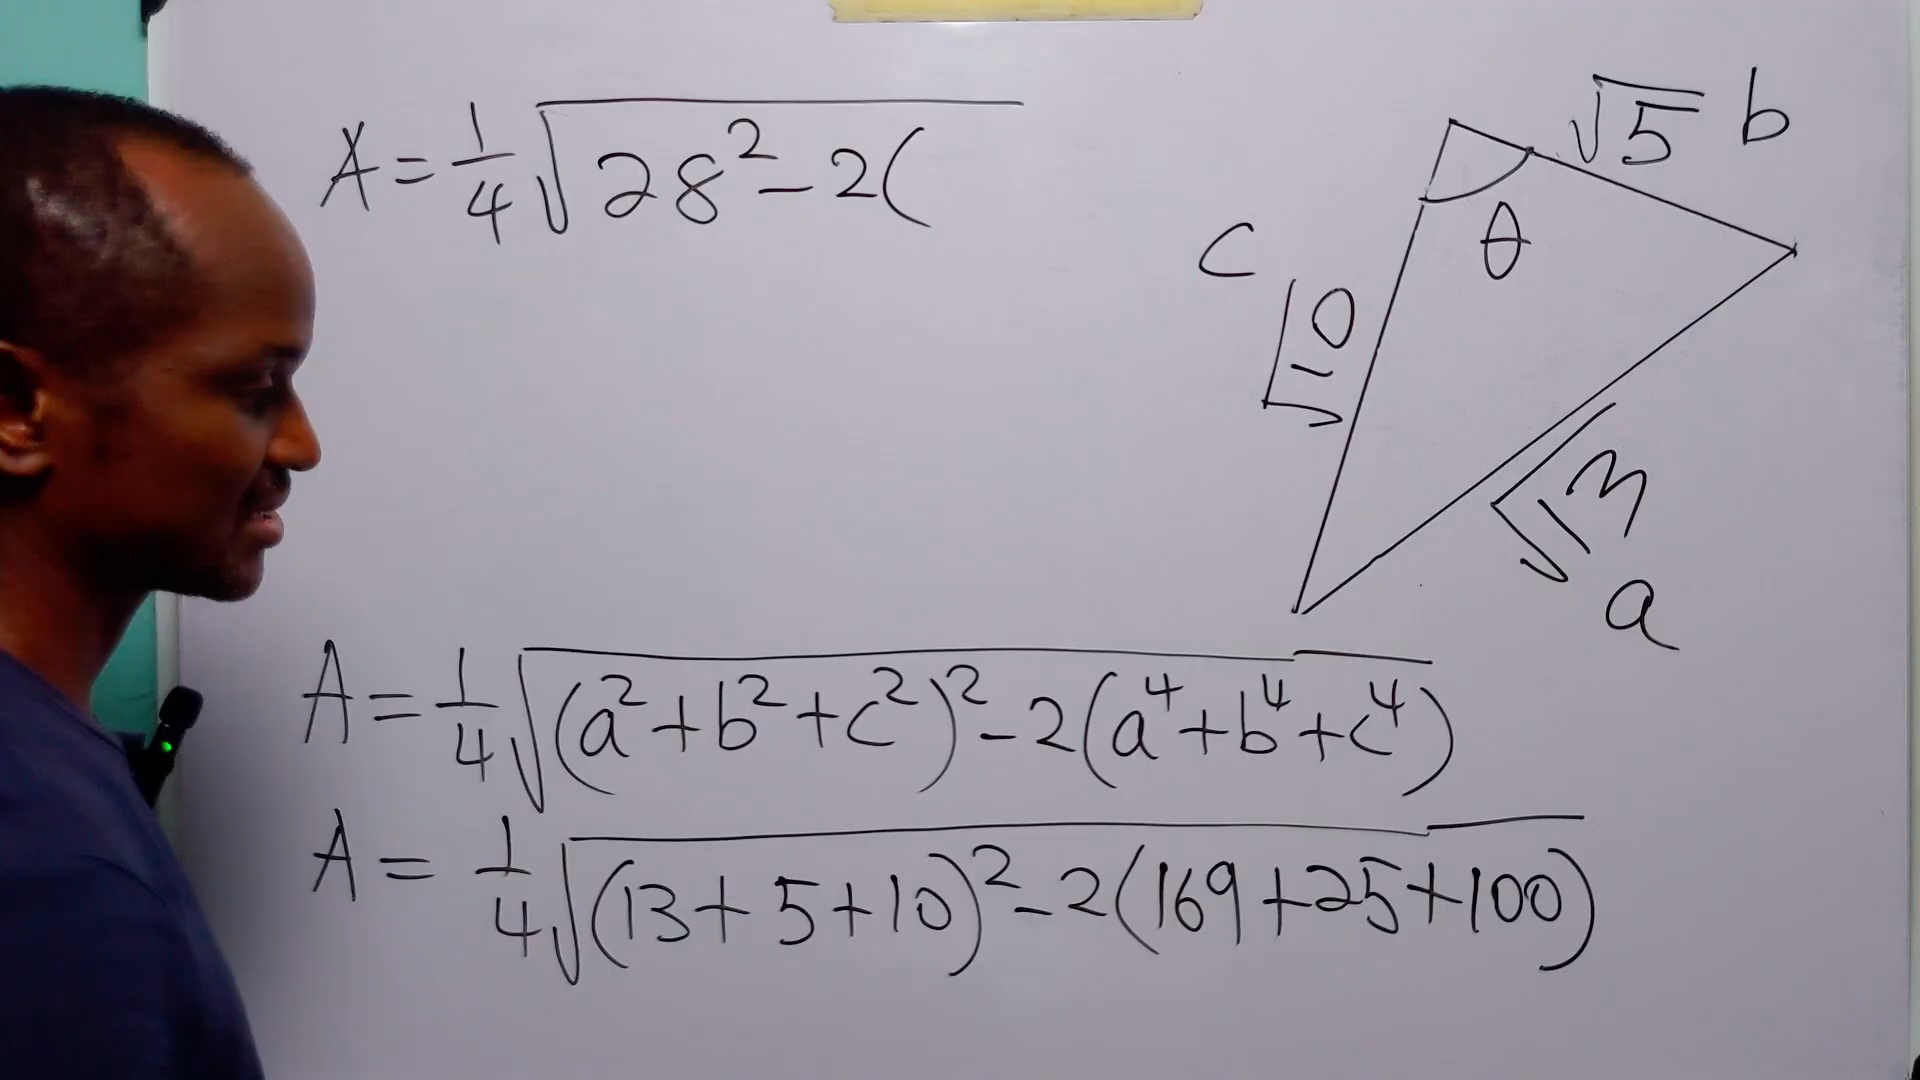 A = 1/4 √(28² - 2(
√5 b
c
θ
√10
√13
a
A = 1/4 √((a² + b² + c²)² - 2(a⁴ + b⁴ + c⁴))
A = 1/4 √((13 + 5 + 10)² - 2(169 + 25 + 100))